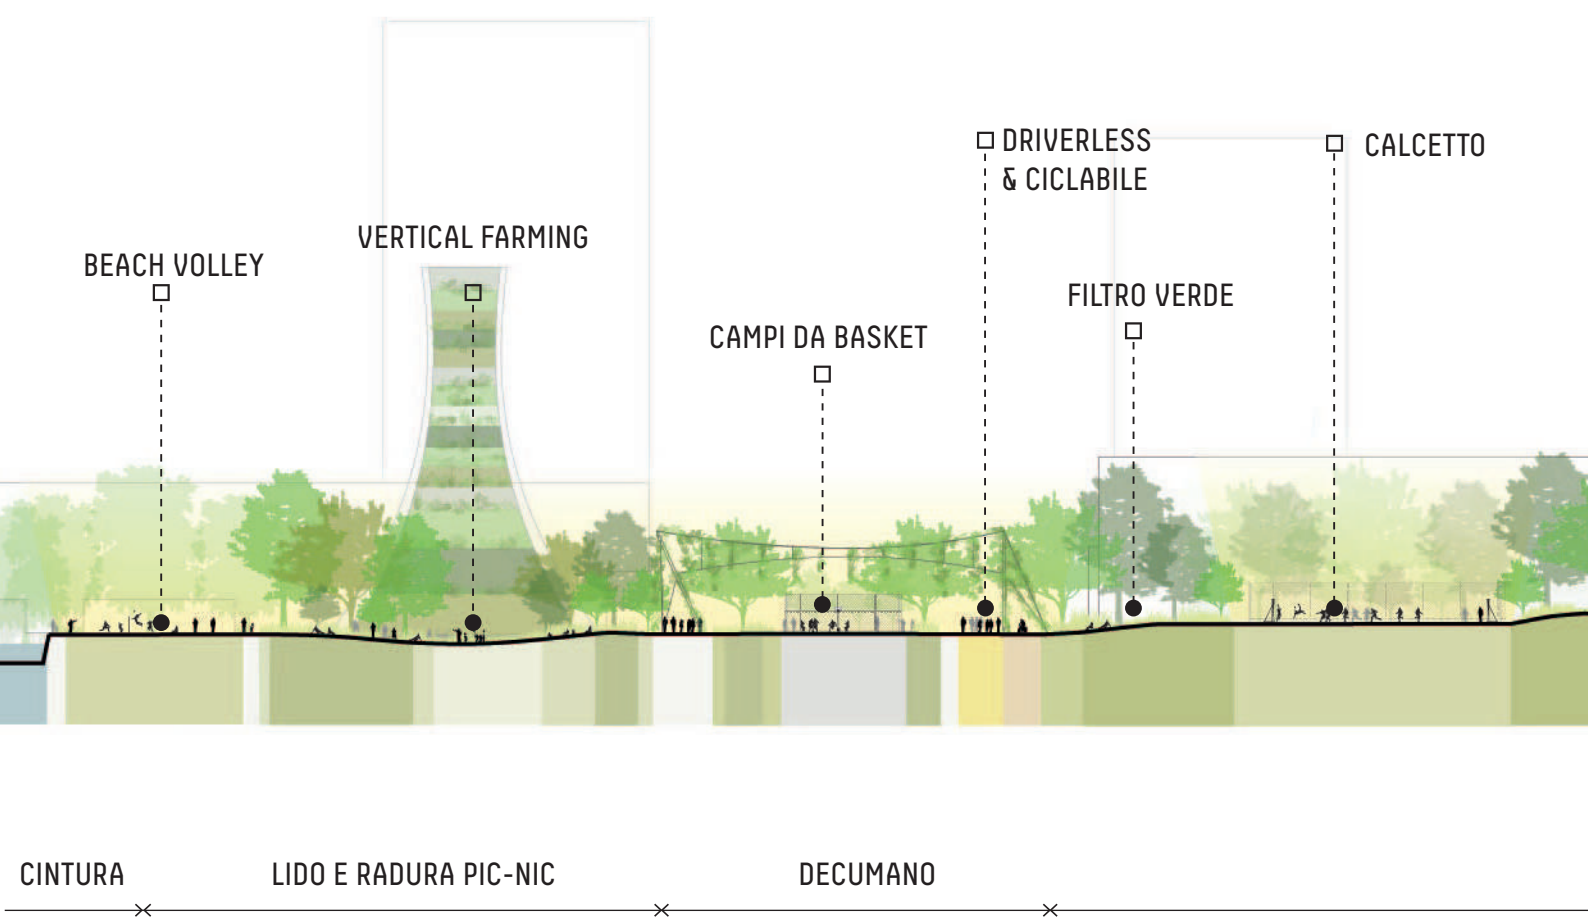 DRIVERLESS
& CICLABILE
CALCETTO
VERTICAL FARMING
BEACH VOLLEY
FILTRO VERDE
CAMPI DA BASKET
CINTURA
LIDO E RADURA PIC-NIC
DECUMANO